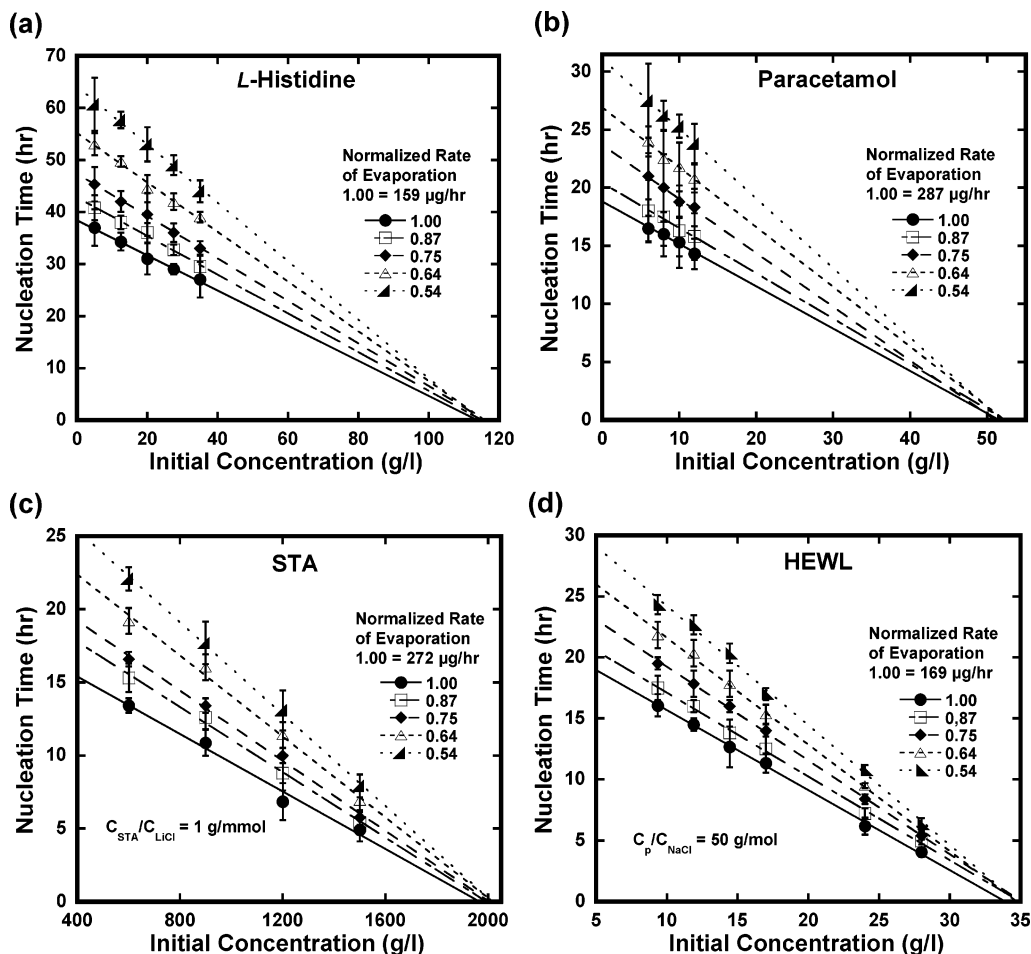 (a)
L-Histidine
Nucleation Time (hr)
70
60
50
40
30
20
10
0
Normalized Rate
of Evaporation
1.00 = 159 µg/hr
1.00
0.87
0.75
0.64
0.54
0 20 40 60 80 100 120
Initial Concentration (g/l)
(b)
Paracetamol
Nucleation Time (hr)
30
25
20
15
10
5
0
Normalized Rate
of Evaporation
1.00 = 287 µg/hr
1.00
0.87
0.75
0.64
0.54
0 10 20 30 40 50
Initial Concentration (g/l)
(c)
STA
Nucleation Time (hr)
25
20
15
10
5
0
Normalized Rate
of Evaporation
1.00 = 272 µg/hr
1.00
0.87
0.75
0.64
0.54
CSTA/CLiCl = 1 g/mmol
400 800 1200 1600 2000
Initial Concentration (g/l)
(d)
HEWL
Nucleation Time (hr)
30
25
20
15
10
5
0
Normalized Rate
of Evaporation
1.00 = 169 µg/hr
1.00
0,87
0.75
0.64
0.54
Cp/CNaCl = 50 g/mol
5 10 15 20 25 30 35
Initial Concentration (g/l)